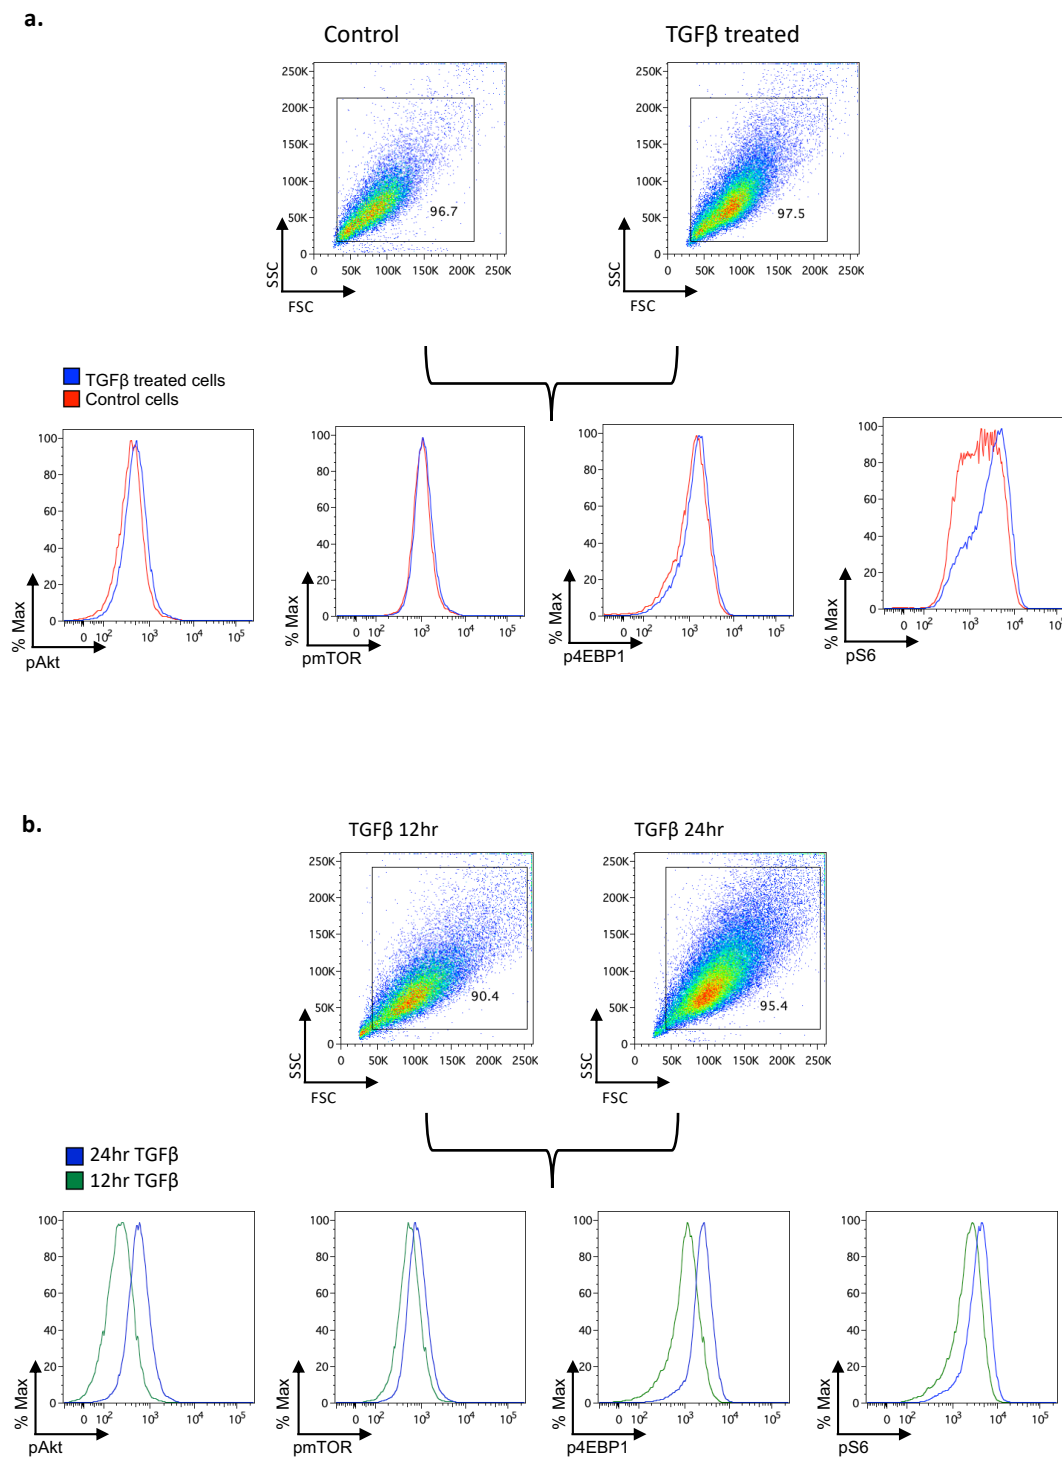 a.
Control
TGFβ treated
250K
200K
150K
100K
50K
0
96.7
0 50K 100K 150K 200K 250K
SSC
FSC
250K
200K
150K
100K
50K
0
97.5
0 50K 100K 150K 200K 250K
SSC
FSC
TGFβ treated cells
Control cells
100
80
60
40
20
0
0 10² 10³ 10⁴ 10⁵
% Max
pAkt
100
80
60
40
20
0
0 10² 10³ 10⁴ 10⁵
% Max
pmTOR
100
80
60
40
20
0
0 10² 10³ 10⁴ 10⁵
% Max
p4EBP1
100
80
60
40
20
0
0 10² 10³ 10⁴ 10⁵
% Max
pS6
b.
TGFβ 12hr
TGFβ 24hr
250K
200K
150K
100K
50K
0
90.4
0 50K 100K 150K 200K 250K
SSC
FSC
250K
200K
150K
100K
50K
0
95.4
0 50K 100K 150K 200K 250K
SSC
FSC
24hr TGFβ
12hr TGFβ
100
80
60
40
20
0
0 10² 10³ 10⁴ 10⁵
% Max
pAkt
100
80
60
40
20
0
0 10² 10³ 10⁴ 10⁵
% Max
pmTOR
100
80
60
40
20
0
0 10² 10³ 10⁴ 10⁵
% Max
p4EBP1
100
80
60
40
20
0
0 10² 10³ 10⁴ 10⁵
% Max
pS6